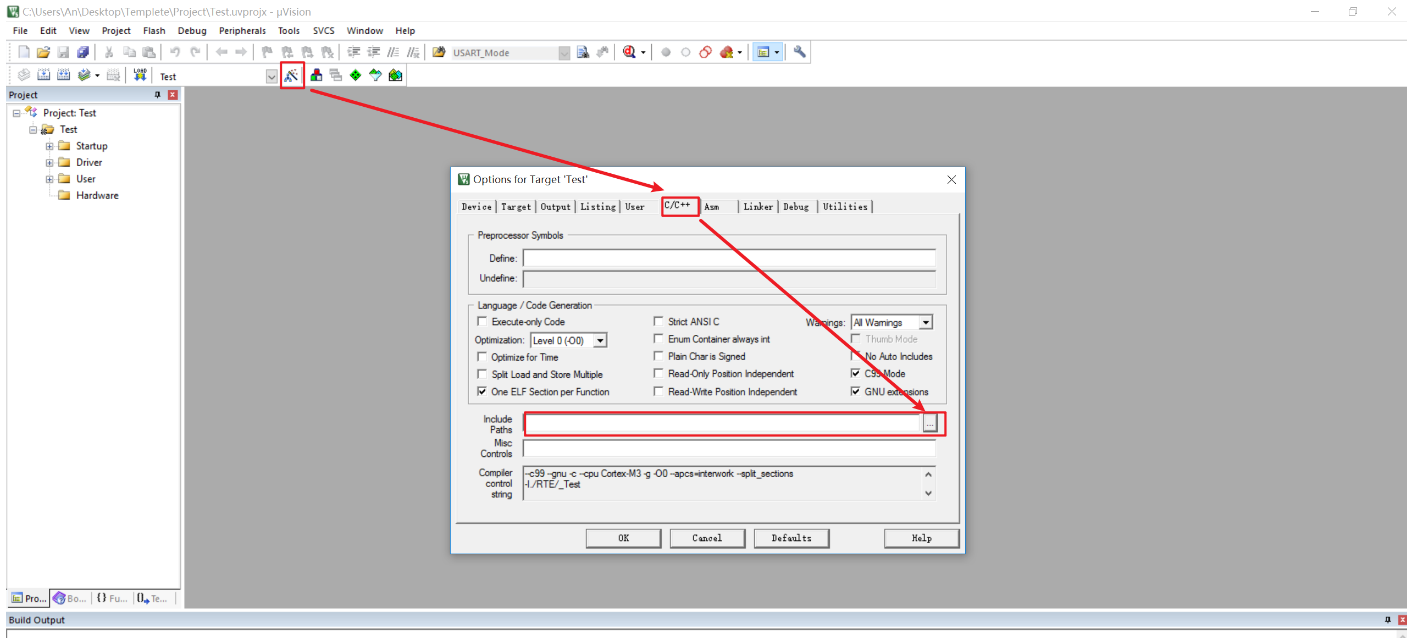 C:\Users\An\Desktop\Templete\Project\Test.uvprojx - µVision
File Edit View Project Flash Debug Peripherals Tools SVCS Window Help
USART_Mode
LOAD Test
Project
Project: Test
Test
Startup
Driver
User
Hardware
Options for Target 'Test'
Device Target Output Listing User C/C++ Asm Linker Debug Utilities
Preprocessor Symbols
Define:
Undefine:
Language / Code Generation
Execute-only Code Strict ANSI C Warnings: All Warnings
Optimization: Level 0 (-O0) Enum Container always int Thumb Mode
Optimize for Time Plain Char is Signed No Auto Includes
Split Load and Store Multiple Read-Only Position Independent C99 Mode
One ELF Section per Function Read-Write Position Independent GNU extensions
Include
Paths
...
Misc
Controls
Compiler
control
string
--c99 --gnu -c --cpu Cortex-M3 -g -O0 --apcs=interwork --split_sections
-I./RTE/_Test
OK Cancel Defaults Help
Pro... Bo... {} Fu... Te...
Build Output